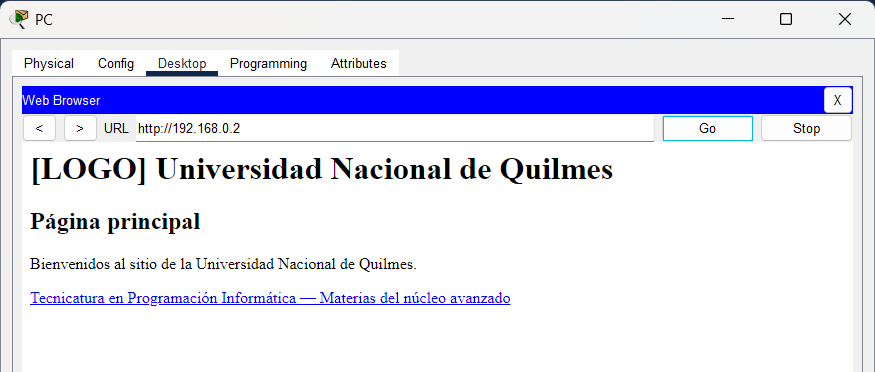 PC
Physical Config Desktop Programming Attributes
Web Browser X
< > URL http://192.168.0.2 Go Stop
[LOGO] Universidad Nacional de Quilmes
Página principal
Bienvenidos al sitio de la Universidad Nacional de Quilmes.
Tecnicatura en Programación Informática — Materias del núcleo avanzado